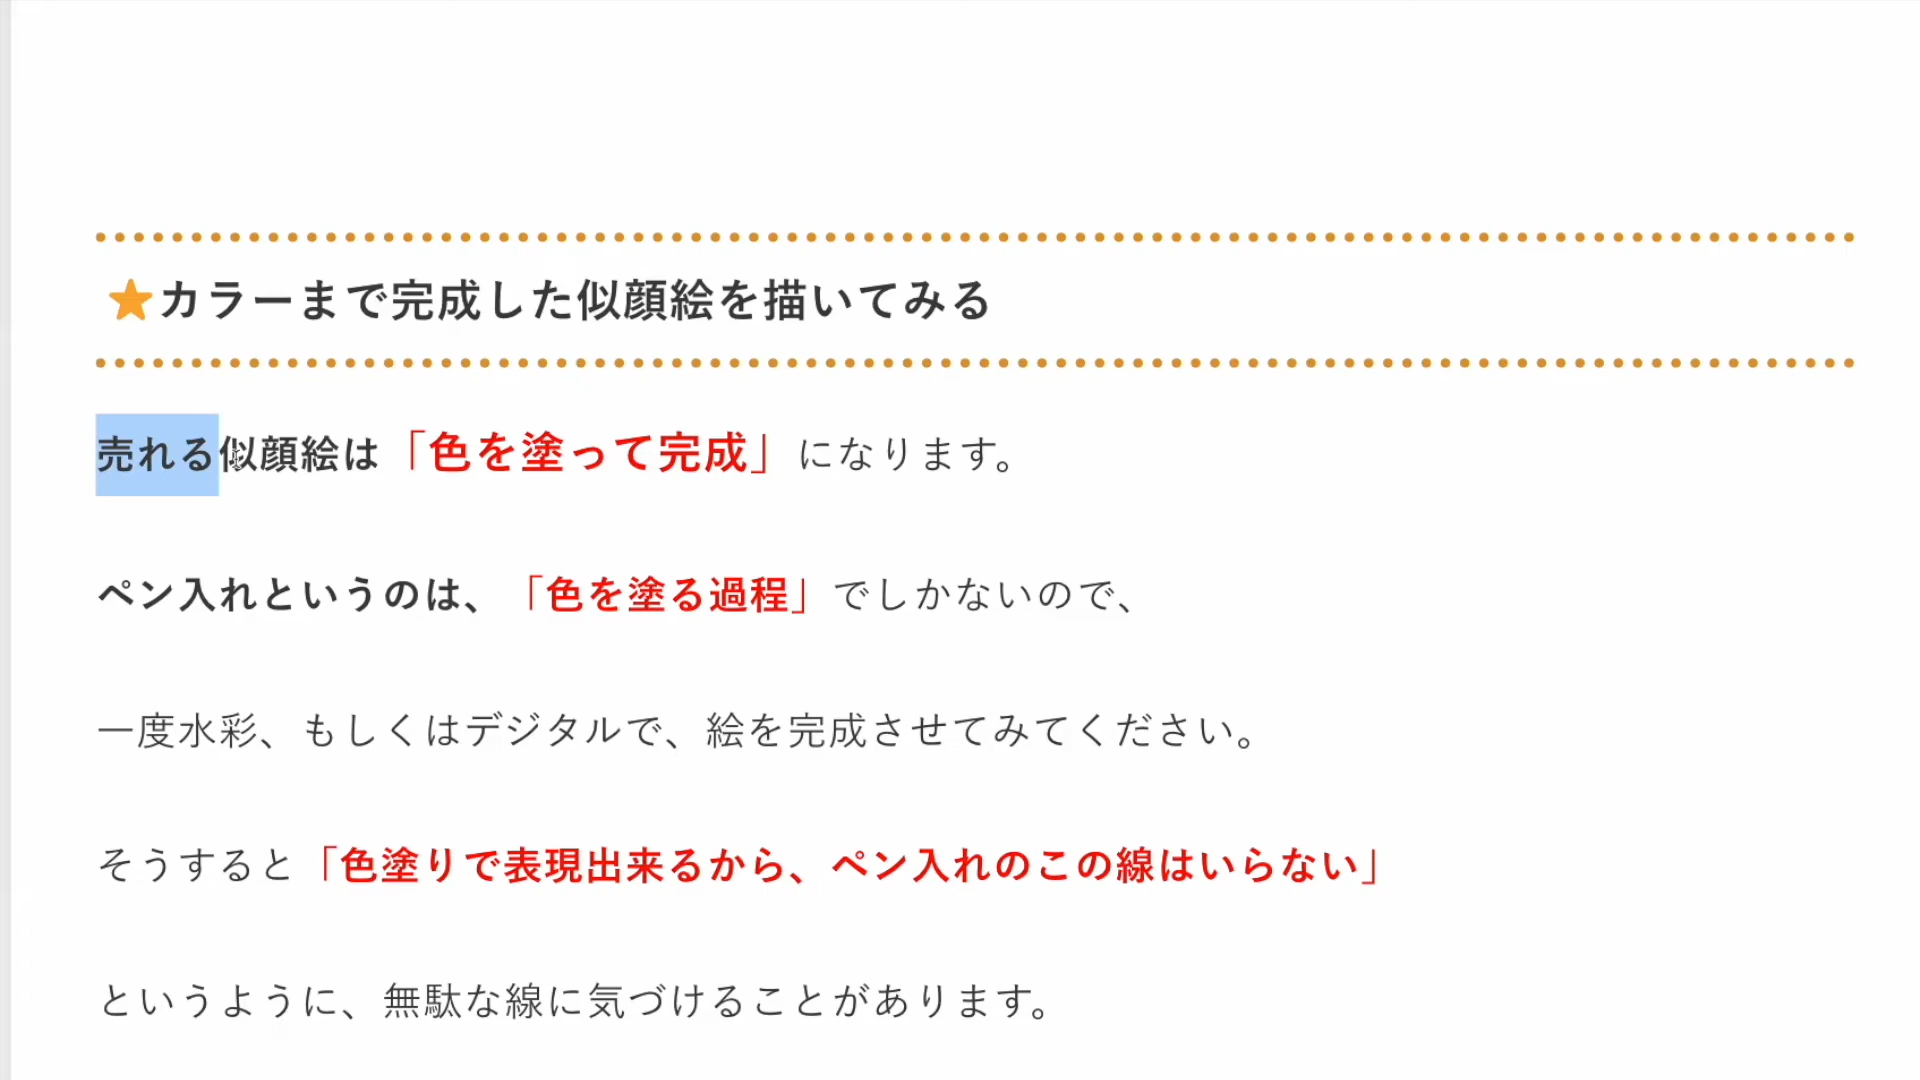 ⭐カラーまで完成した似顔絵を描いてみる
売れる似顔絵は「色を塗って完成」になります。
ペン入れというのは、「色を塗る過程」でしかないので、
一度水彩、もしくはデジタルで、絵を完成させてみてください。
そうすると「色塗りで表現出来るから、ペン入れのこの線はいらない」
というように、無駄な線に気づけることがあります。